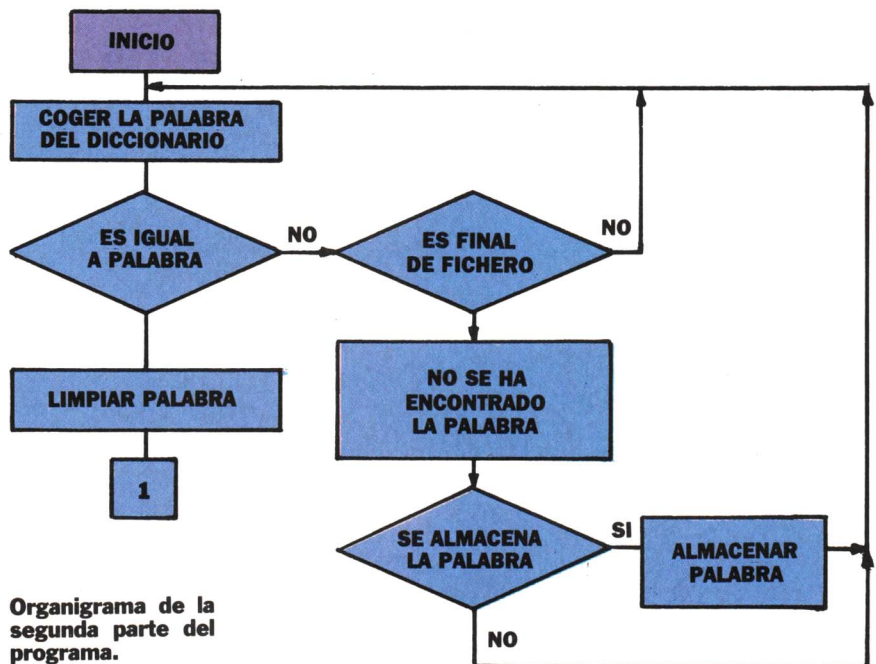 INICIO
COGER LA PALABRA
DEL DICCIONARIO
ES IGUAL
A PALABRA
NO
ES FINAL
DE FICHERO
NO
LIMPIAR PALABRA
1
NO SE HA
ENCONTRADO
LA PALABRA
SE ALMACENA
LA PALABRA
SI
ALMACENAR
PALABRA
NO
Organigrama de la
segunda parte del
programa.